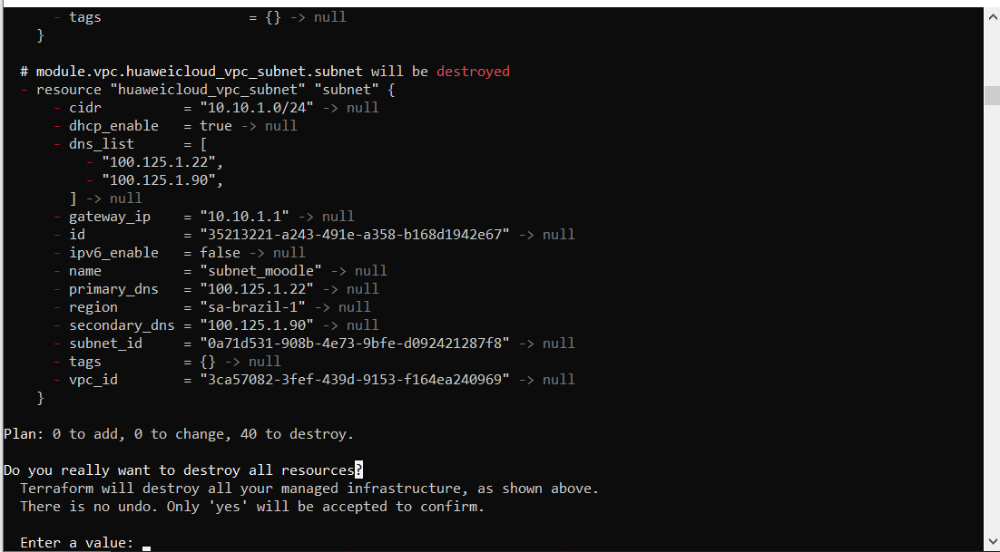 - tags                  = {} -> null
    }

  # module.vpc.huaweicloud_vpc_subnet.subnet will be destroyed
  - resource "huaweicloud_vpc_subnet" "subnet" {
      - cidr          = "10.10.1.0/24" -> null
      - dhcp_enable   = true -> null
      - dns_list      = [
          - "100.125.1.22",
          - "100.125.1.90",
        ] -> null
      - gateway_ip    = "10.10.1.1" -> null
      - id            = "35213221-a243-491e-a358-b168d1942e67" -> null
      - ipv6_enable   = false -> null
      - name          = "subnet_moodle" -> null
      - primary_dns   = "100.125.1.22" -> null
      - region        = "sa-brazil-1" -> null
      - secondary_dns = "100.125.1.90" -> null
      - subnet_id     = "0a71d531-908b-4e73-9bfe-d092421287f8" -> null
      - tags          = {} -> null
      - vpc_id        = "3ca57082-3fef-439d-9153-f164ea240969" -> null
    }

Plan: 0 to add, 0 to change, 40 to destroy.

Do you really want to destroy all resources?
  Terraform will destroy all your managed infrastructure, as shown above.
  There is no undo. Only 'yes' will be accepted to confirm.

  Enter a value: